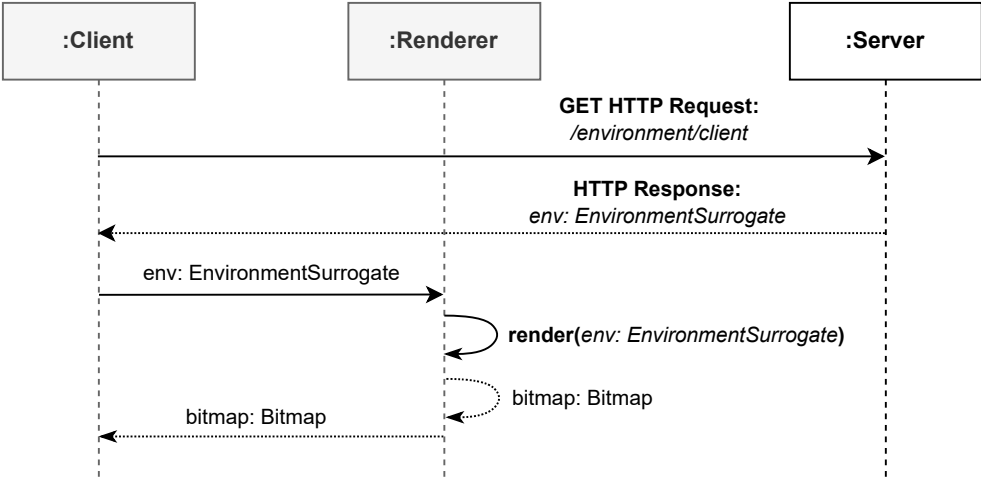 :Client
:Renderer
:Server
GET HTTP Request:
/environment/client
HTTP Response:
env: EnvironmentSurrogate
env: EnvironmentSurrogate
render(env: EnvironmentSurrogate)
bitmap: Bitmap
bitmap: Bitmap